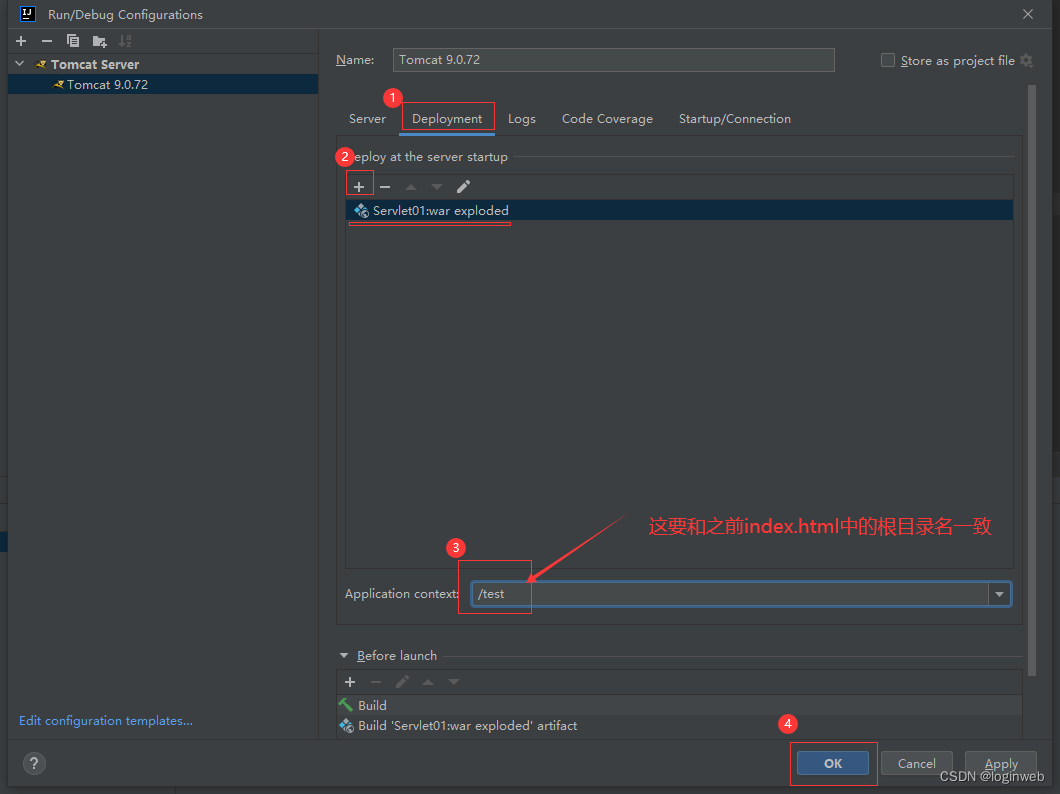 Run/Debug Configurations
Tomcat Server
Tomcat 9.0.72
Edit configuration templates...
Name: Tomcat 9.0.72 Store as project file
1
Server Deployment Logs Code Coverage Startup/Connection
2 eploy at the server startup
Servlet01:war exploded
这要和之前index.html中的根目录名一致
3
Application context: /test
Before launch
Build
Build 'Servlet01:war exploded' artifact
4
? OK Cancel Apply
CSDN @loginweb